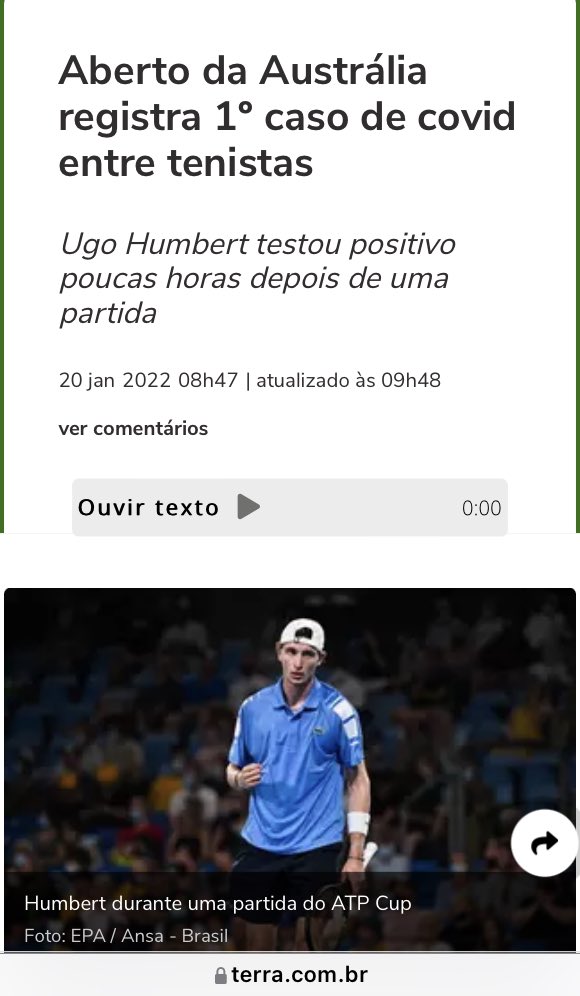 Aberto da Austrália
registra 1º caso de covid
entre tenistas
Ugo Humbert testou positivo
poucas horas depois de uma
partida
20 jan 2022 08h47 | atualizado às 09h48
ver comentários
Ouvir texto 0:00
Humbert durante uma partida do ATP Cup
Foto: EPA / Ansa - Brasil
terra.com.br